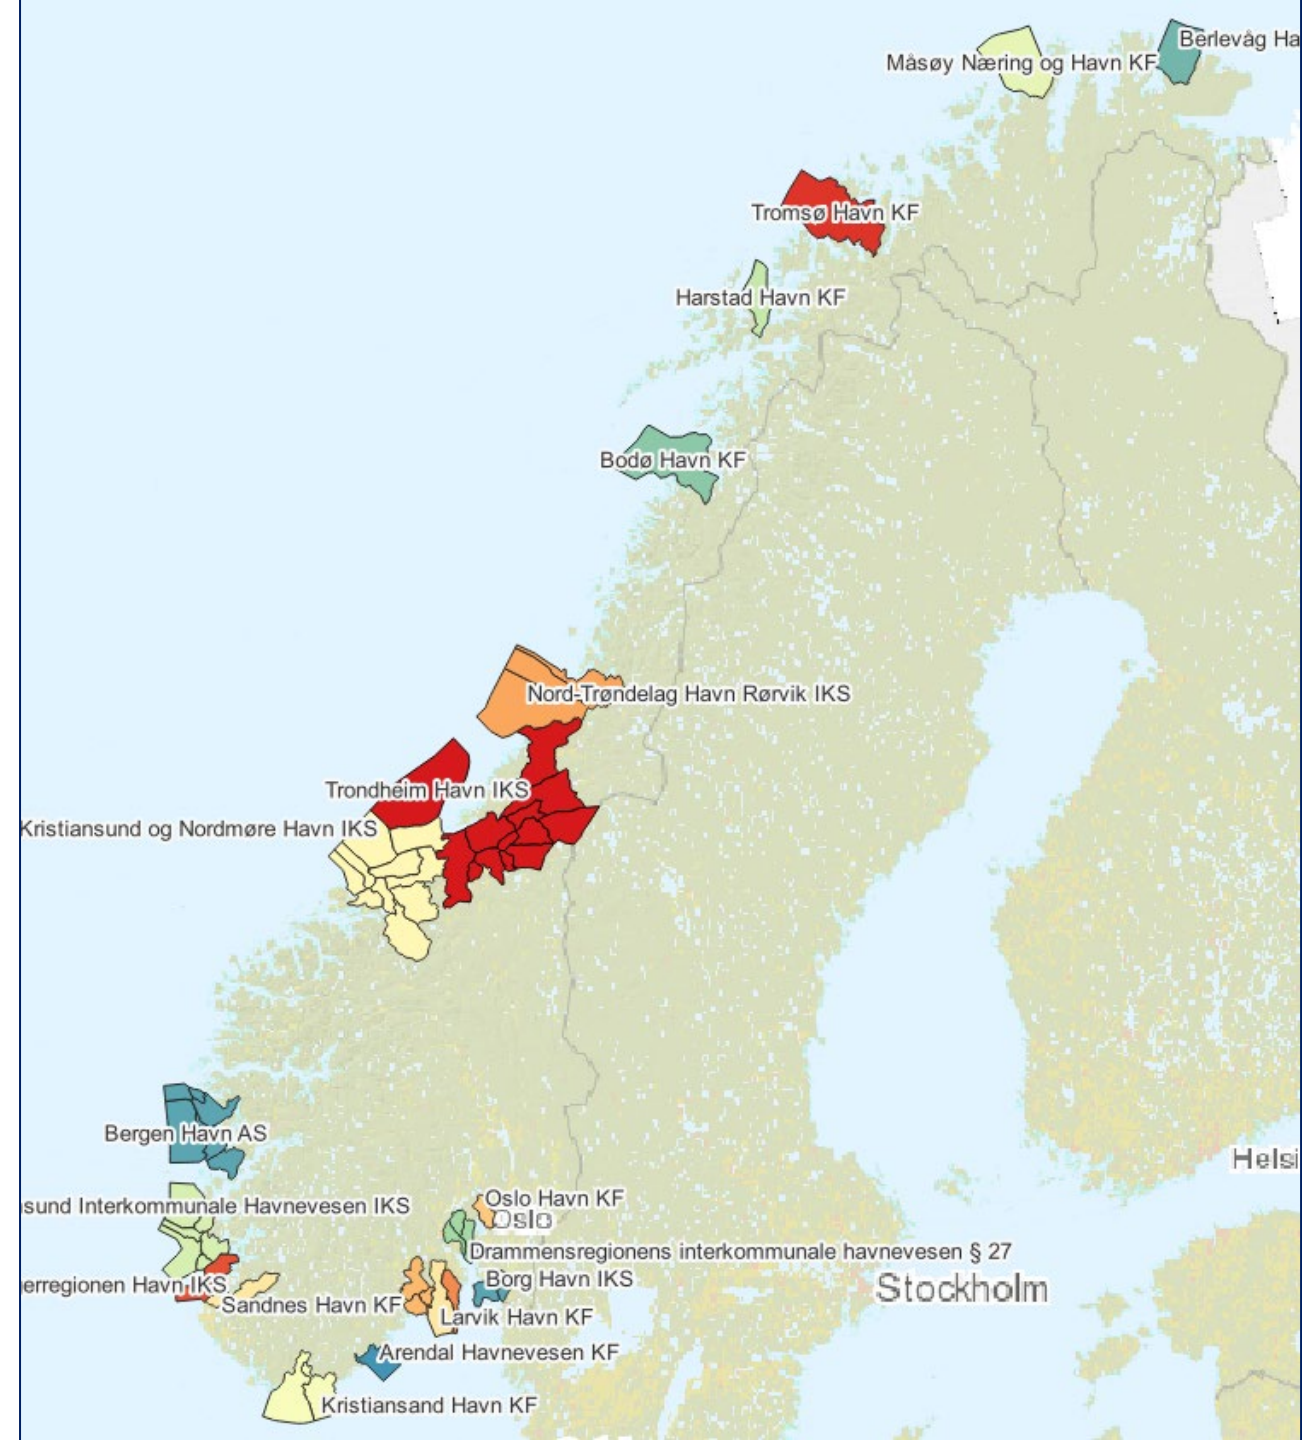 Berlevåg Ha
Måsøy Næring og Havn KF
Tromsø Havn KF
Harstad Havn KF
Bodø Havn KF
Nord-Trøndelag Havn Rørvik IKS
Trondheim Havn IKS
Kristiansund og Nordmøre Havn IKS
Bergen Havn AS
Helsi
Oslo Havn KF
sund Interkommunale Havnevesen IKS
Oslo
Drammensregionens interkommunale havnevesen § 27
Borg Havn IKS
erregionen Havn IKS
Stockholm
Sandnes Havn KF
Larvik Havn KF
Arendal Havnevesen KF
Kristiansand Havn KF